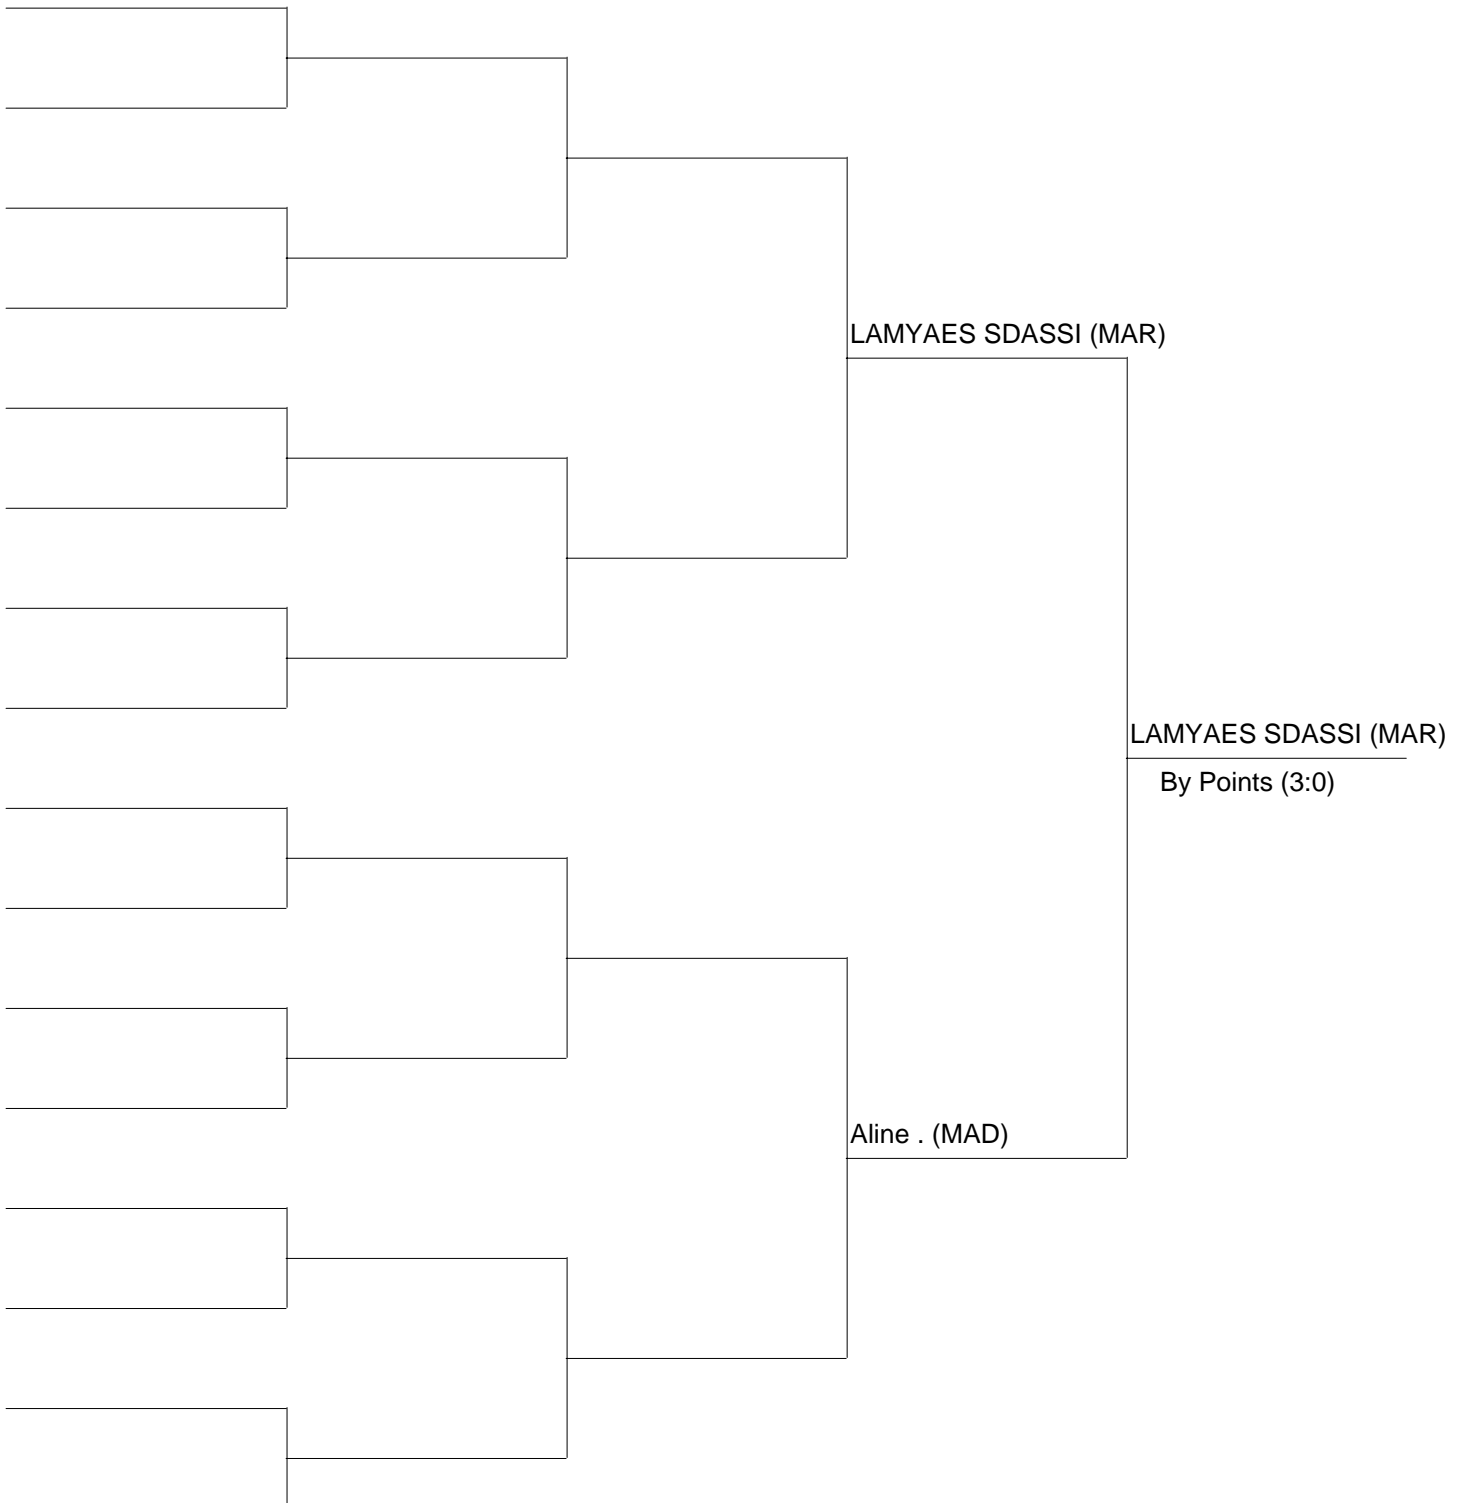 LAMYAES SDASSI (MAR)
LAMYAES SDASSI (MAR)
By Points (3:0)
Aline . (MAD)